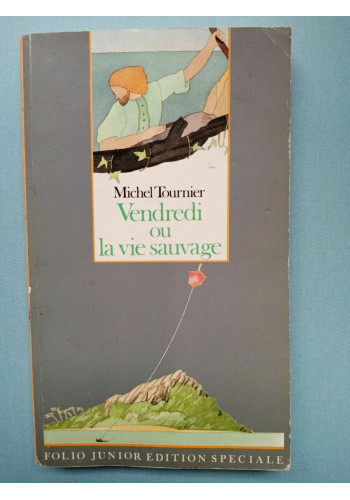 Michel Tournier
Vendredi
ou
la vie sauvage
FOLIO JUNIOR EDITION SPECIALE